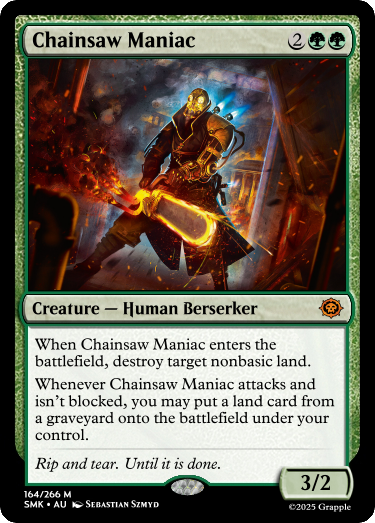 Chainsaw Maniac 2
Creature — Human Berserker
When Chainsaw Maniac enters the
battlefield, destroy target nonbasic land.
Whenever Chainsaw Maniac attacks and
isn't blocked, you may put a land card from
a graveyard onto the battlefield under your
control.
Rip and tear. Until it is done.
3/2
164/266 M
SMK • AU Sebastian Szmyd
©2025 Grapple